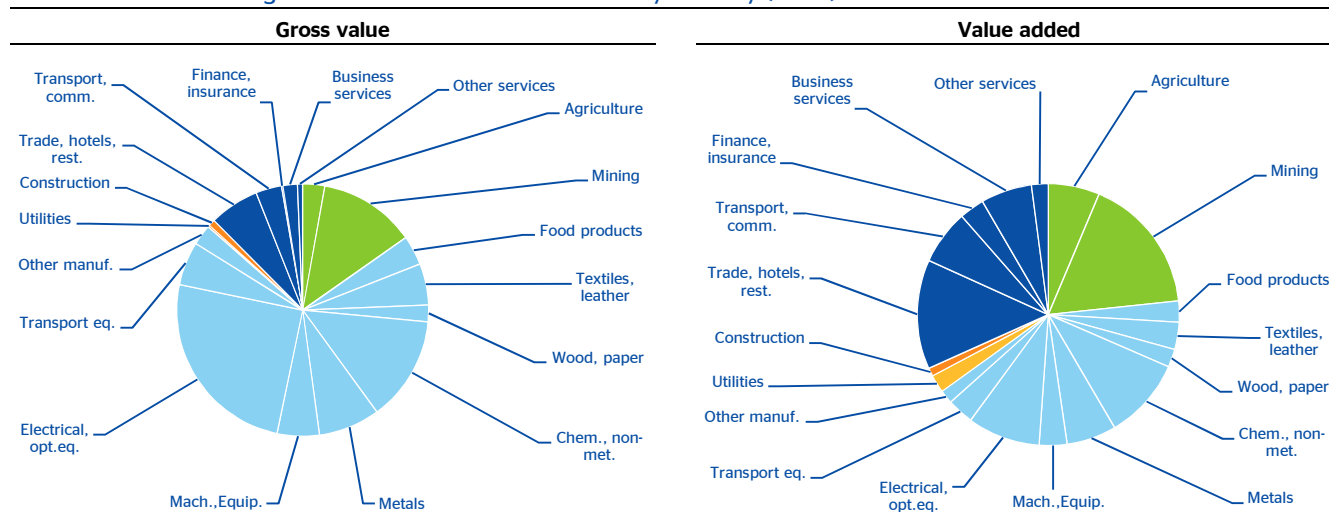 Gross value
Transport,
comm.
Finance,
insurance
Business
services
Other services
Agriculture
Trade, hotels,
rest.
Mining
Construction
Utilities
Food products
Other manuf.
Textiles,
leather
Transport eq.
Wood, paper
Electrical,
opt.eq.
Chem., non-
met.
Mach.,Equip.
Metals
Value added
Business
services
Other services
Agriculture
Finance,
insurance
Mining
Transport,
comm.
Trade, hotels,
rest.
Food products
Construction
Textiles,
leather
Utilities
Wood, paper
Other manuf.
Chem., non-
met.
Transport eq.
Electrical,
opt.eq.
Mach.,Equip.
Metals